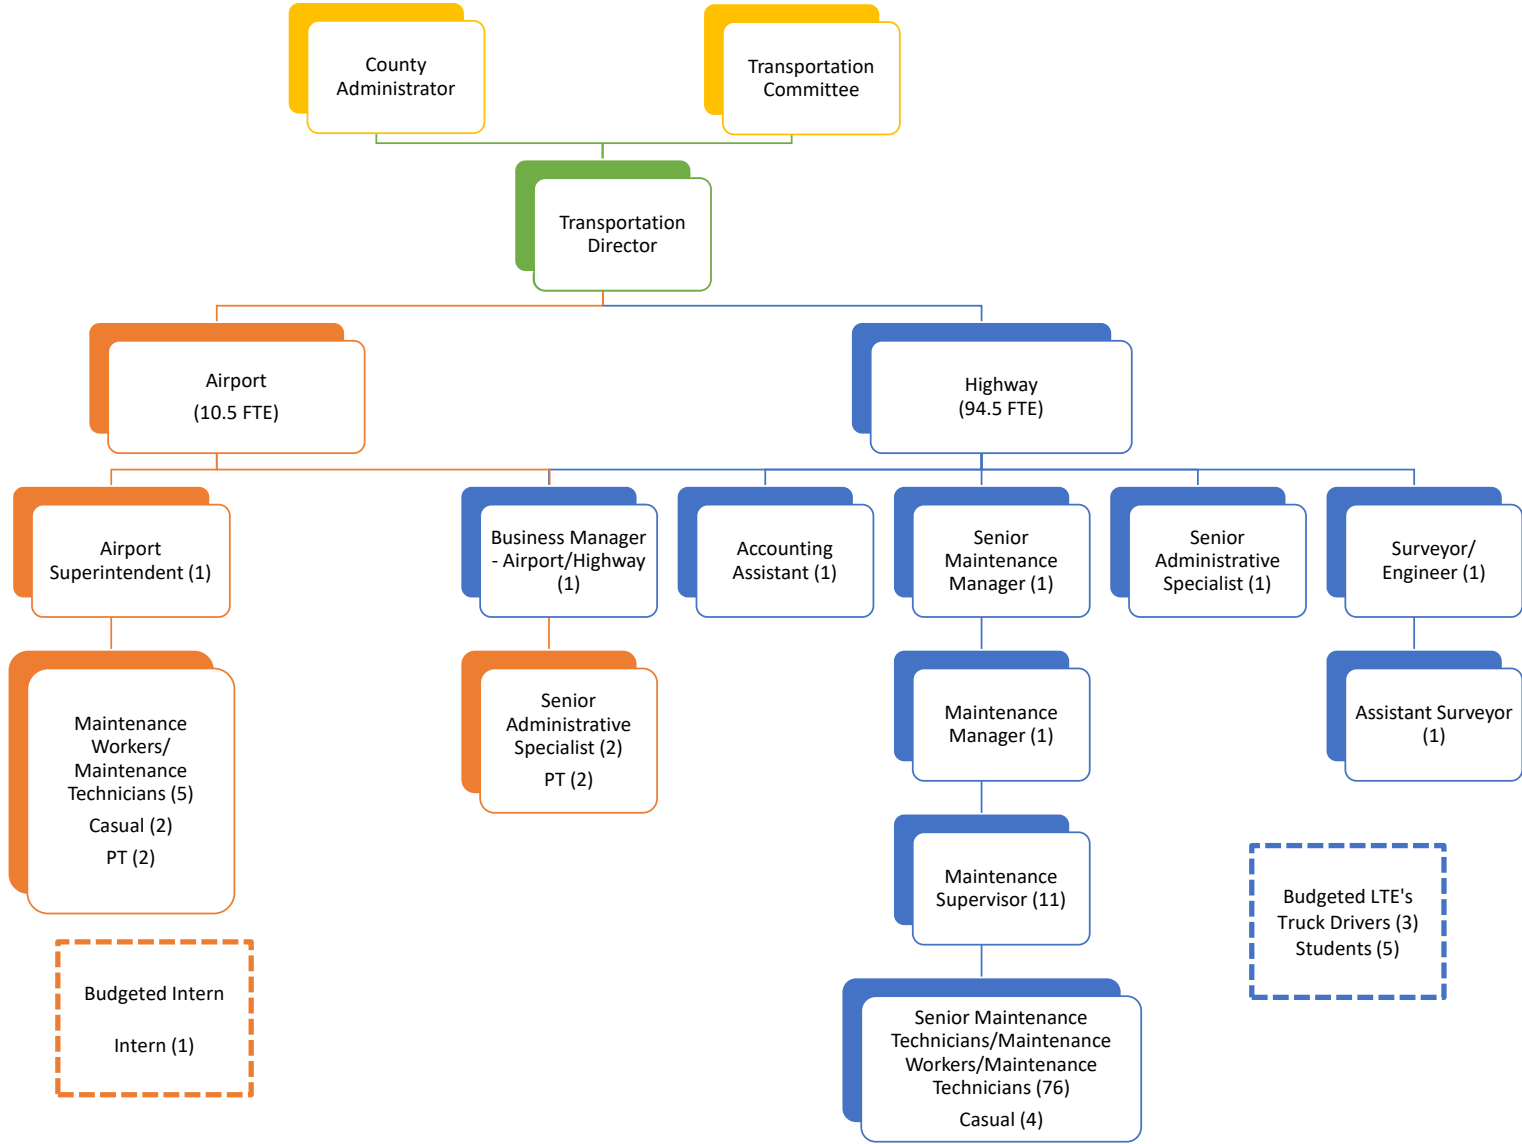 County
Administrator
Transportation
Committee
Transportation
Director
Airport
(10.5 FTE)
Highway
(94.5 FTE)
Airport
Superintendent (1)
Business Manager
- Airport/Highway
(1)
Accounting
Assistant (1)
Senior
Maintenance
Manager (1)
Senior
Administrative
Specialist (1)
Surveyor/
Engineer (1)
Maintenance
Workers/
Maintenance
Technicians (5)
Casual (2)
PT (2)
Senior
Administrative
Specialist (2)
PT (2)
Maintenance
Manager (1)
Assistant Surveyor
(1)
Maintenance
Supervisor (11)
Budgeted LTE's
Truck Drivers (3)
Students (5)
Budgeted Intern
Intern (1)
Senior Maintenance
Technicians/Maintenance
Workers/Maintenance
Technicians (76)
Casual (4)